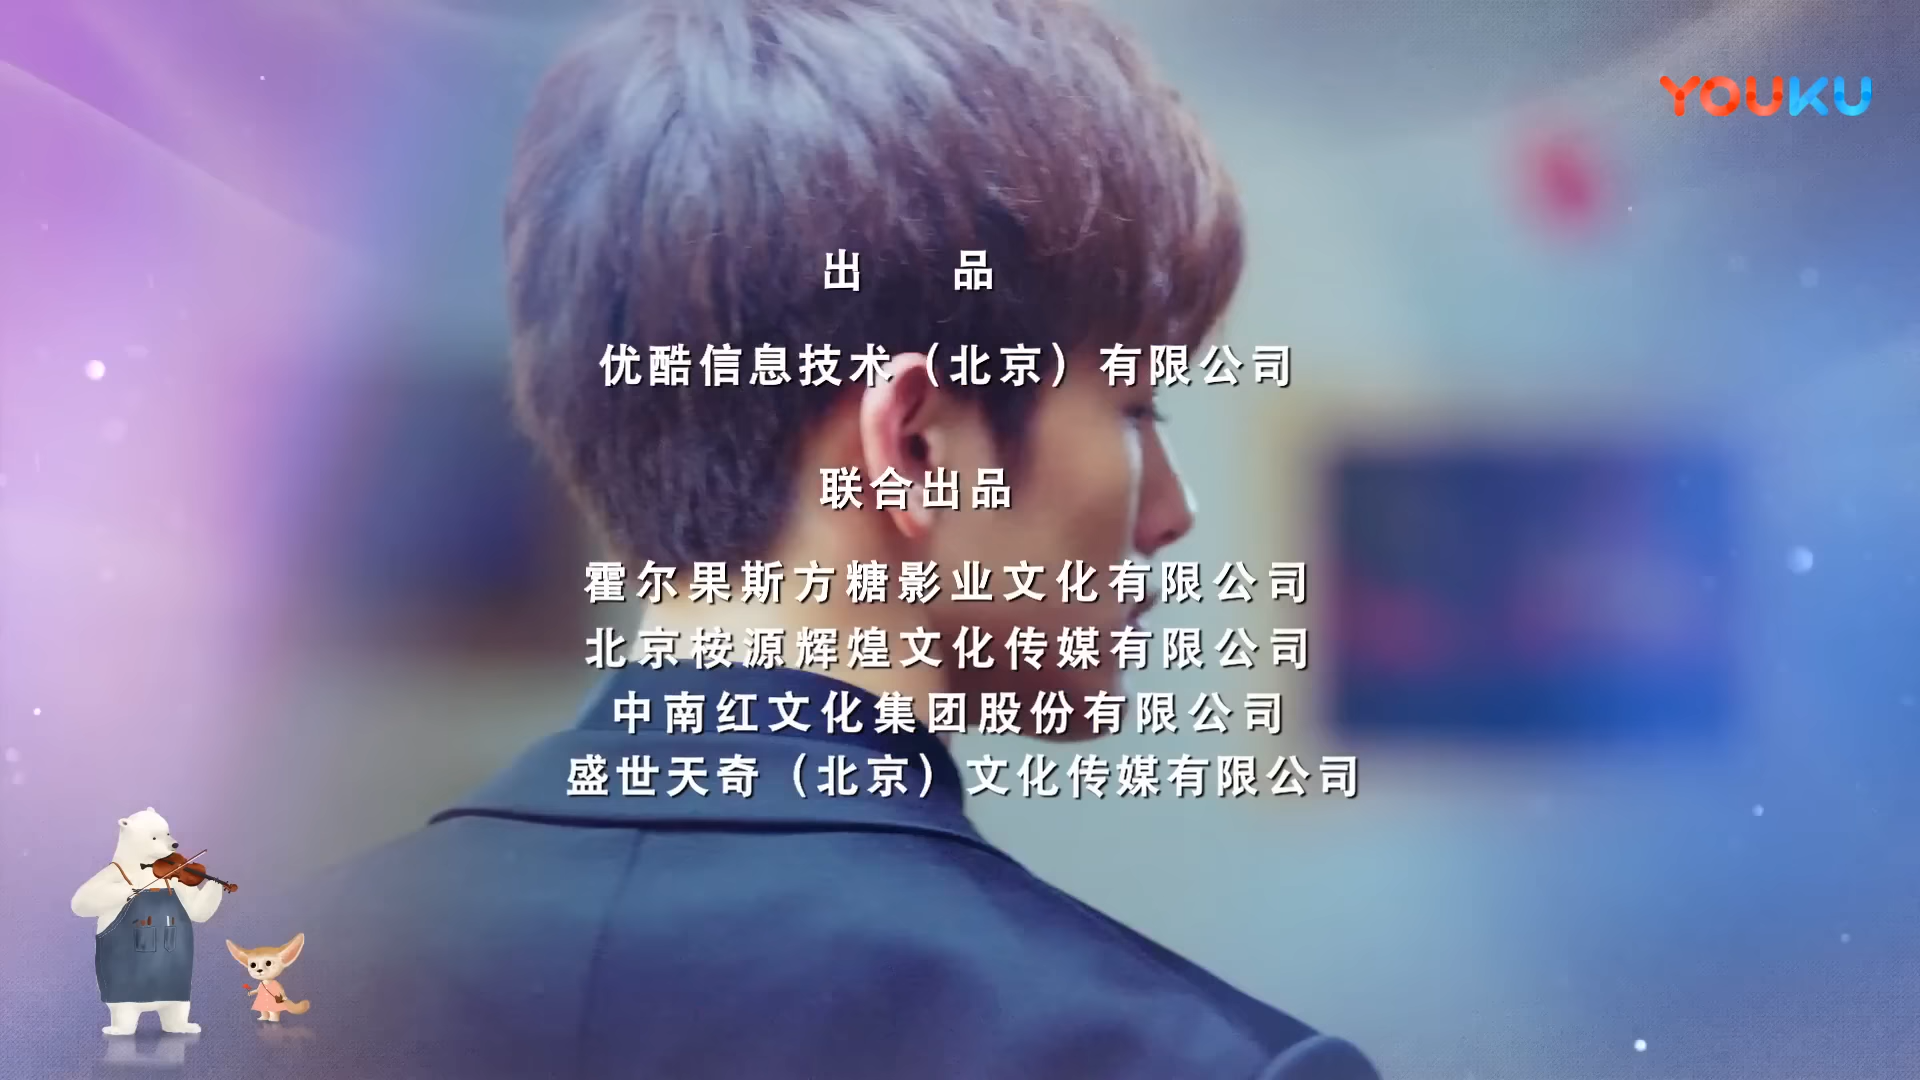 YOUKU
出 品
优酷信息技术（北京）有限公司
联合出品
霍尔果斯方糖影业文化有限公司
北京桉源辉煌文化传媒有限公司
中南红文化集团股份有限公司
盛世天奇（北京）文化传媒有限公司